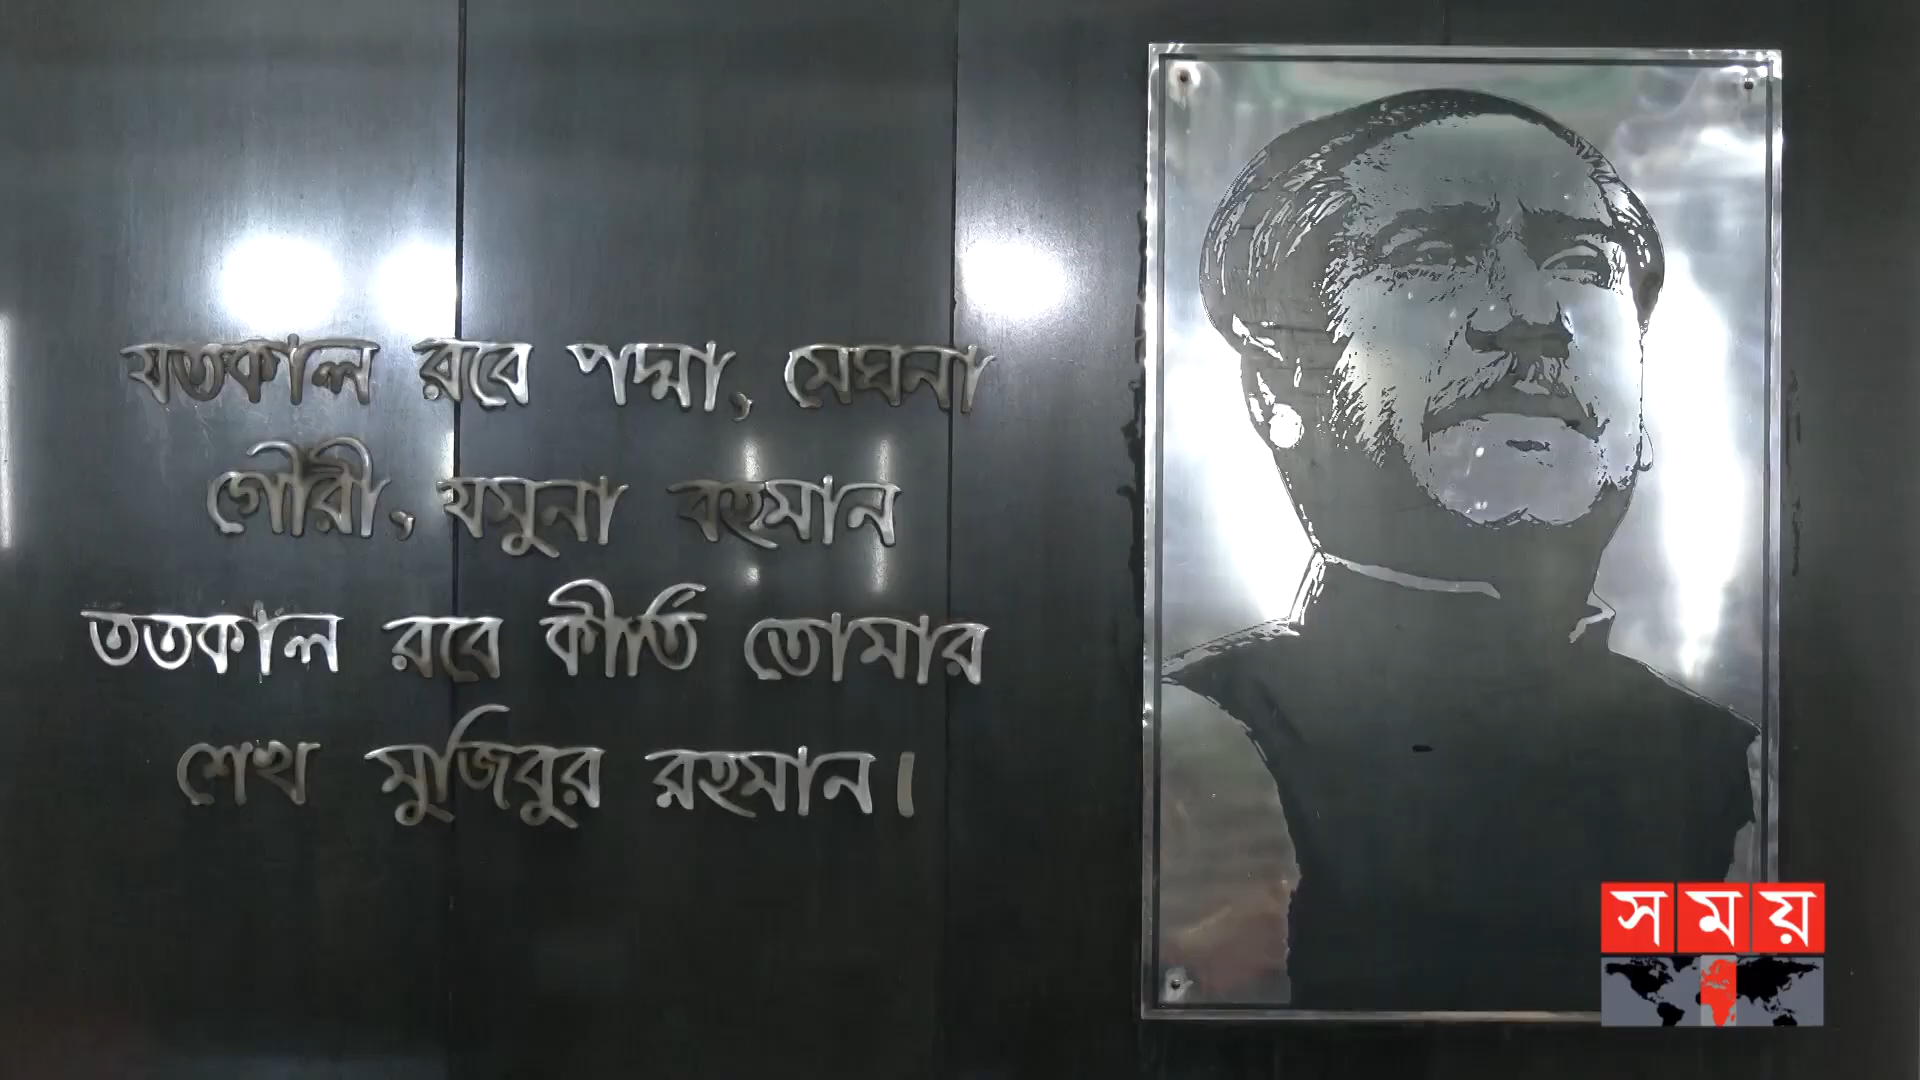 যতকাল রবে পদ্মা, মেঘনা
গৌরী, যমুনা বহমান
ততকাল রবে কীর্তি তোমার
শেখ মুজিবুর রহমান।
সময়